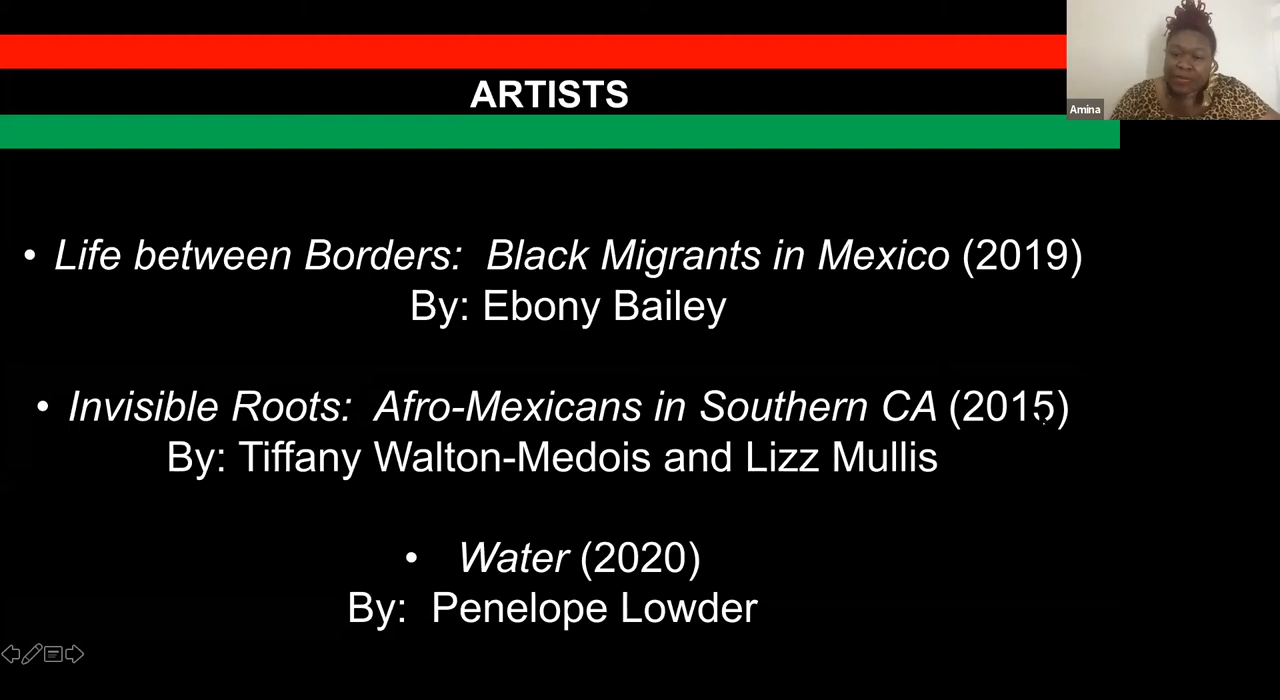 ARTISTS
Amina
• Life between Borders: Black Migrants in Mexico (2019)
By: Ebony Bailey
• Invisible Roots: Afro-Mexicans in Southern CA (2015)
By: Tiffany Walton-Medois and Lizz Mullis
• Water (2020)
By: Penelope Lowder